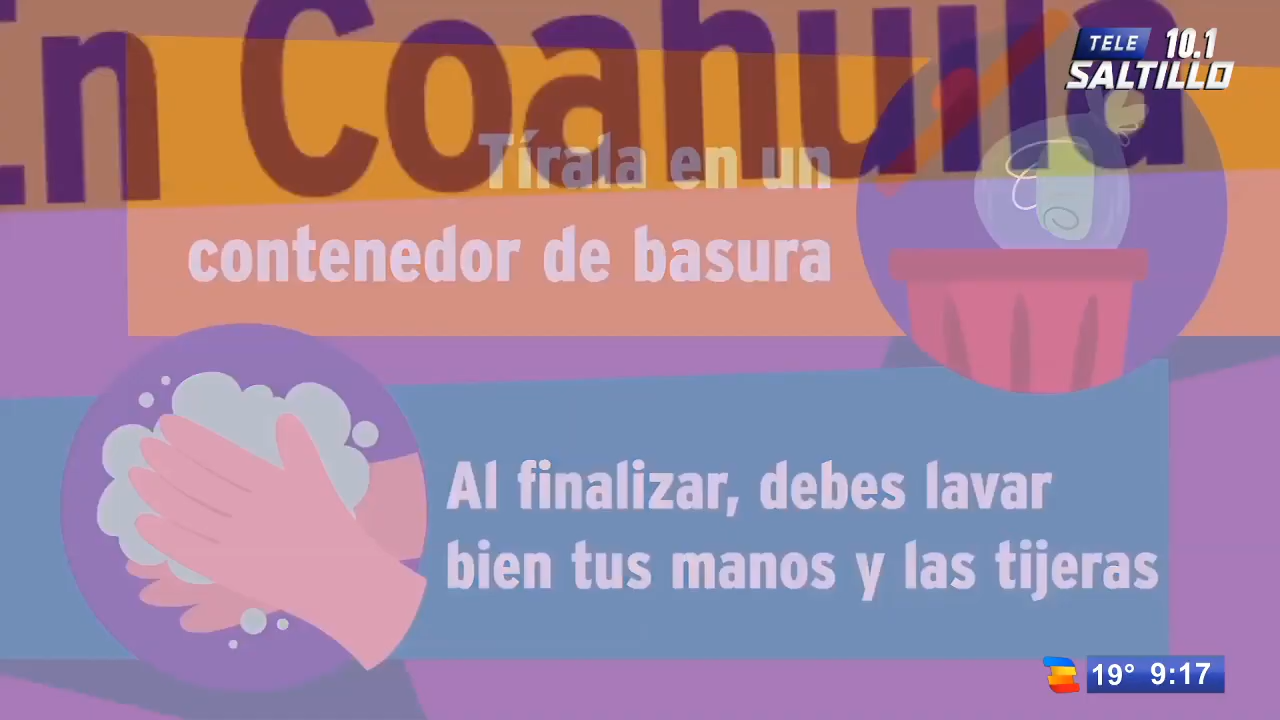 En Coahuila
TELE 10.1
SALTILLO
Tírala en un
contenedor de basura
Al finalizar, debes lavar
bien tus manos y las tijeras
19° 9:17